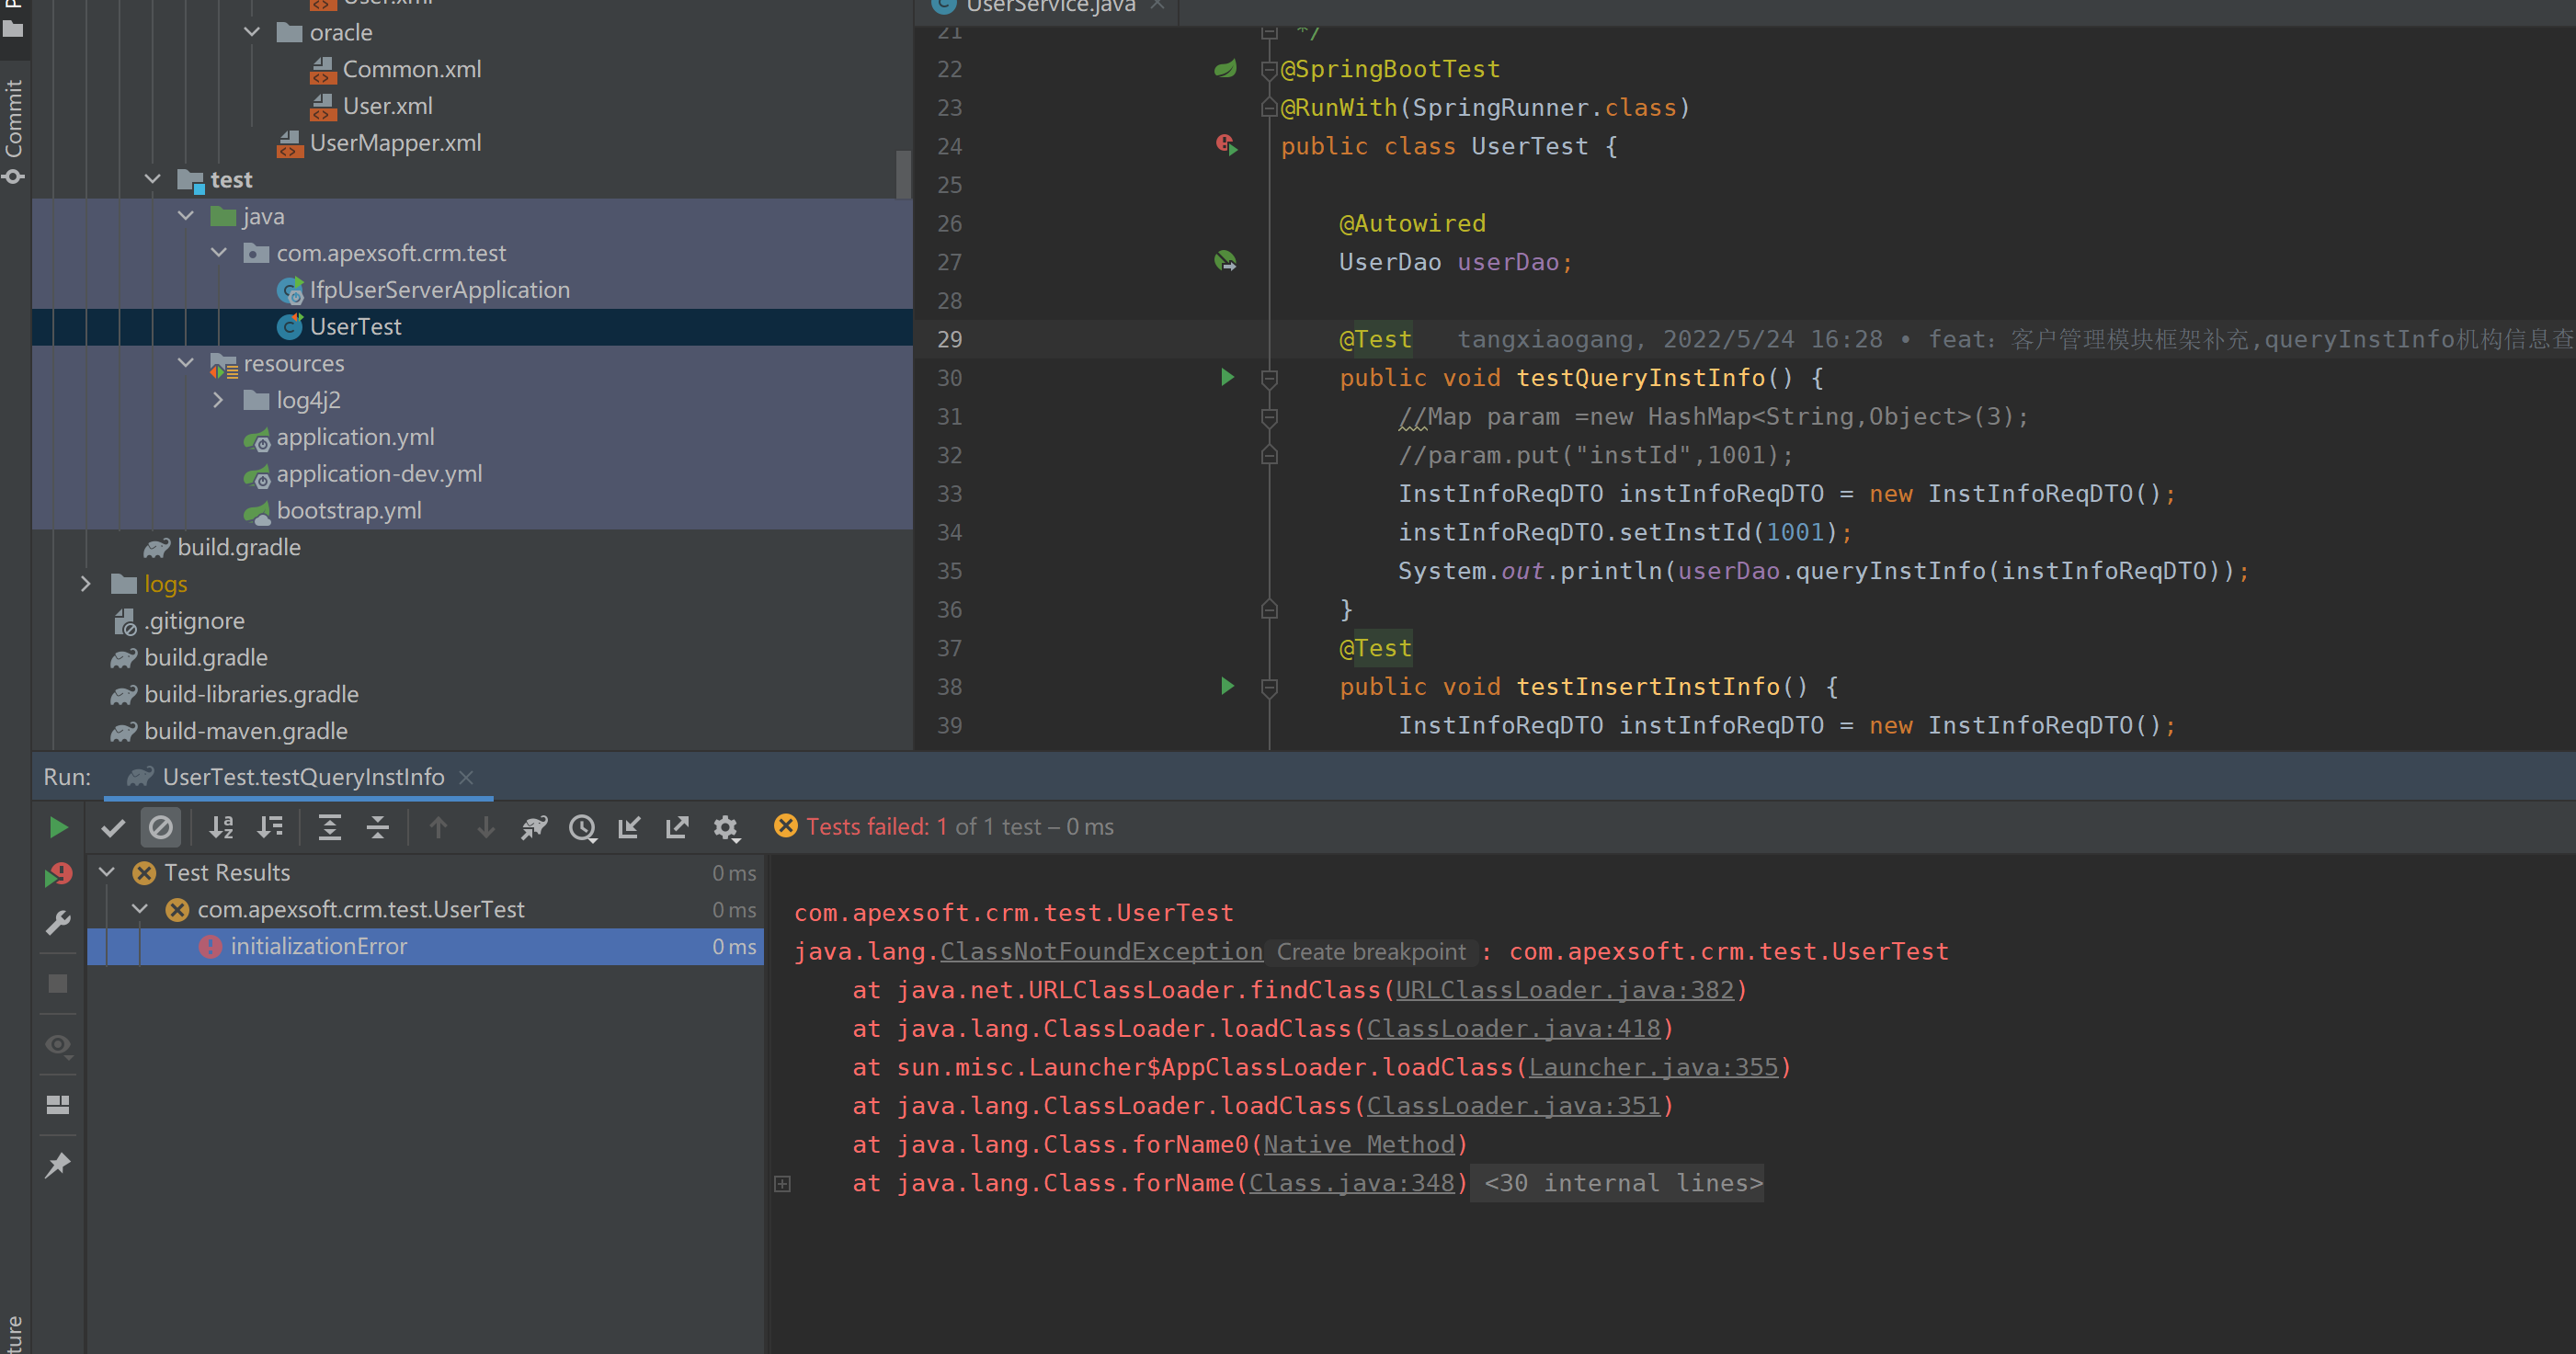 Commit
User.xml
oracle
Common.xml
User.xml
UserMapper.xml
test
java
com.apexsoft.crm.test
IfpUserServerApplication
UserTest
resources
log4j2
application.yml
application-dev.yml
bootstrap.yml
build.gradle
logs
.gitignore
build.gradle
build-libraries.gradle
build-maven.gradle
UserService.java
21 */
22 @SpringBootTest
23 @RunWith(SpringRunner.class)
24 public class UserTest {
25
26 @Autowired
27 UserDao userDao;
28
29 @Test tangxiaogang, 2022/5/24 16:28 • feat：客户管理模块框架补充,queryInstInfo机构信息查
30 public void testQueryInstInfo() {
31 //Map param =new HashMap<String,Object>(3);
32 //param.put("instId",1001);
33 InstInfoReqDTO instInfoReqDTO = new InstInfoReqDTO();
34 instInfoReqDTO.setInstId(1001);
35 System.out.println(userDao.queryInstInfo(instInfoReqDTO));
36 }
37 @Test
38 public void testInsertInstInfo() {
39 InstInfoReqDTO instInfoReqDTO = new InstInfoReqDTO();
Run: UserTest.testQueryInstInfo
Tests failed: 1 of 1 test – 0 ms
Test Results 0 ms
com.apexsoft.crm.test.UserTest 0 ms
initializationError 0 ms
com.apexsoft.crm.test.UserTest
java.lang.ClassNotFoundException Create breakpoint : com.apexsoft.crm.test.UserTest
at java.net.URLClassLoader.findClass(URLClassLoader.java:382)
at java.lang.ClassLoader.loadClass(ClassLoader.java:418)
at sun.misc.Launcher$AppClassLoader.loadClass(Launcher.java:355)
at java.lang.ClassLoader.loadClass(ClassLoader.java:351)
at java.lang.Class.forName0(Native Method)
at java.lang.Class.forName(Class.java:348) <30 internal lines>